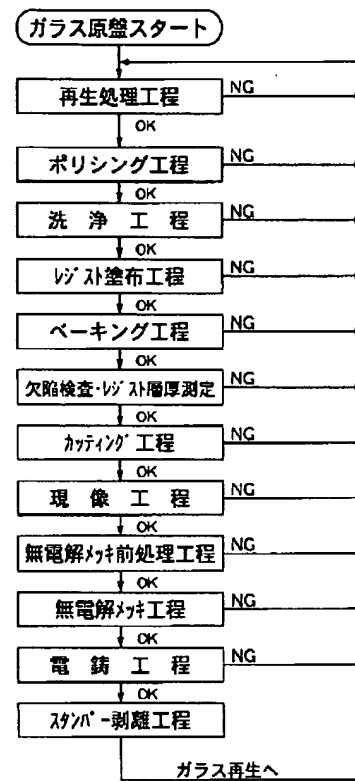 ガラス原盤スタート
再生処理工程 NG
OK
ポリシング工程 NG
OK
洗浄工程 NG
OK
レジスト塗布工程 NG
OK
ベーキング工程 NG
OK
欠陥検査・レジスト層厚測定 NG
OK
カッティング工程 NG
OK
現像工程 NG
OK
無電解メッキ前処理工程 NG
OK
無電解メッキ工程 NG
OK
電鋳工程 NG
OK
スタンパー剥離工程
ガラス再生へ